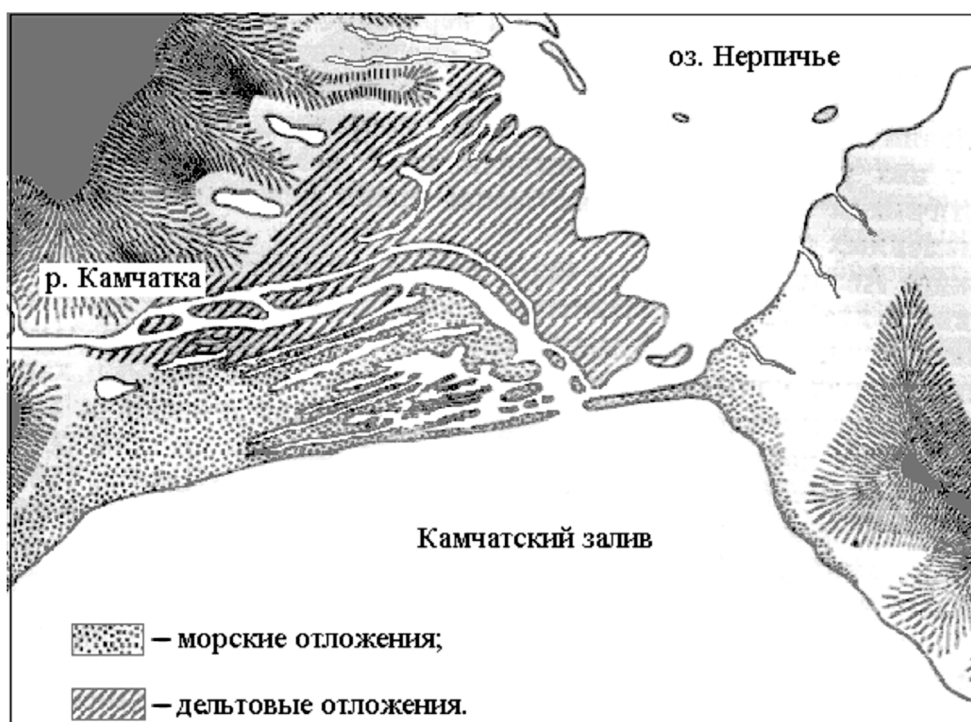 оз. Нерпичье
р. Камчатка
Камчатский залив
— морские отложения;
— дельтовые отложения.